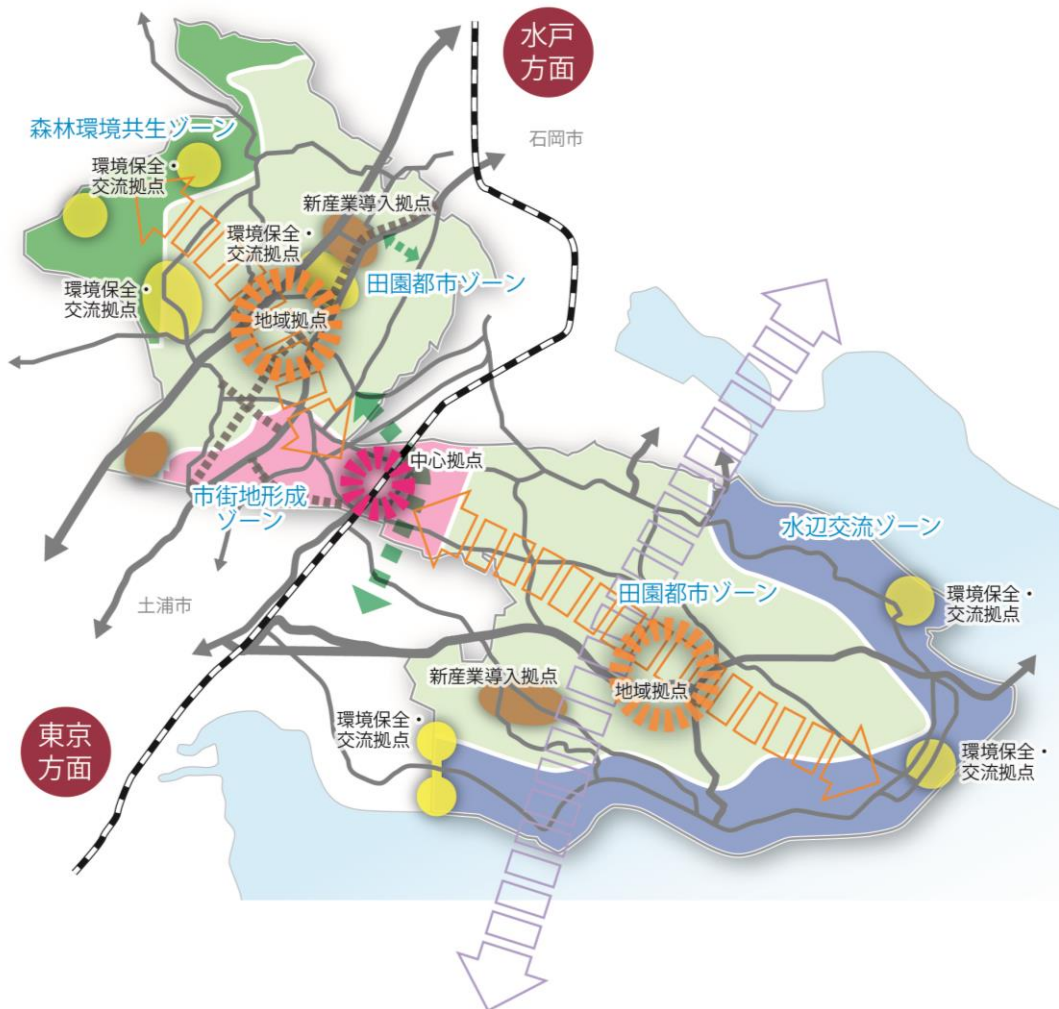 水戸
方面
石岡市
森林環境共生ゾーン
環境保全・
交流拠点
新産業導入拠点
環境保全・
交流拠点
田園都市ゾーン
環境保全・
交流拠点
地域拠点
中心拠点
市街地形成
ゾーン
水辺交流ゾーン
土浦市
田園都市ゾーン
環境保全・
交流拠点
新産業導入拠点
地域拠点
環境保全・
交流拠点
東京
方面
環境保全・
交流拠点